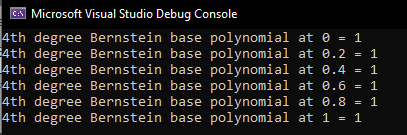 Microsoft Visual Studio Debug Console
4th degree Bernstein base polynomial at 0 = 1
4th degree Bernstein base polynomial at 0.2 = 1
4th degree Bernstein base polynomial at 0.4 = 1
4th degree Bernstein base polynomial at 0.6 = 1
4th degree Bernstein base polynomial at 0.8 = 1
4th degree Bernstein base polynomial at 1 = 1